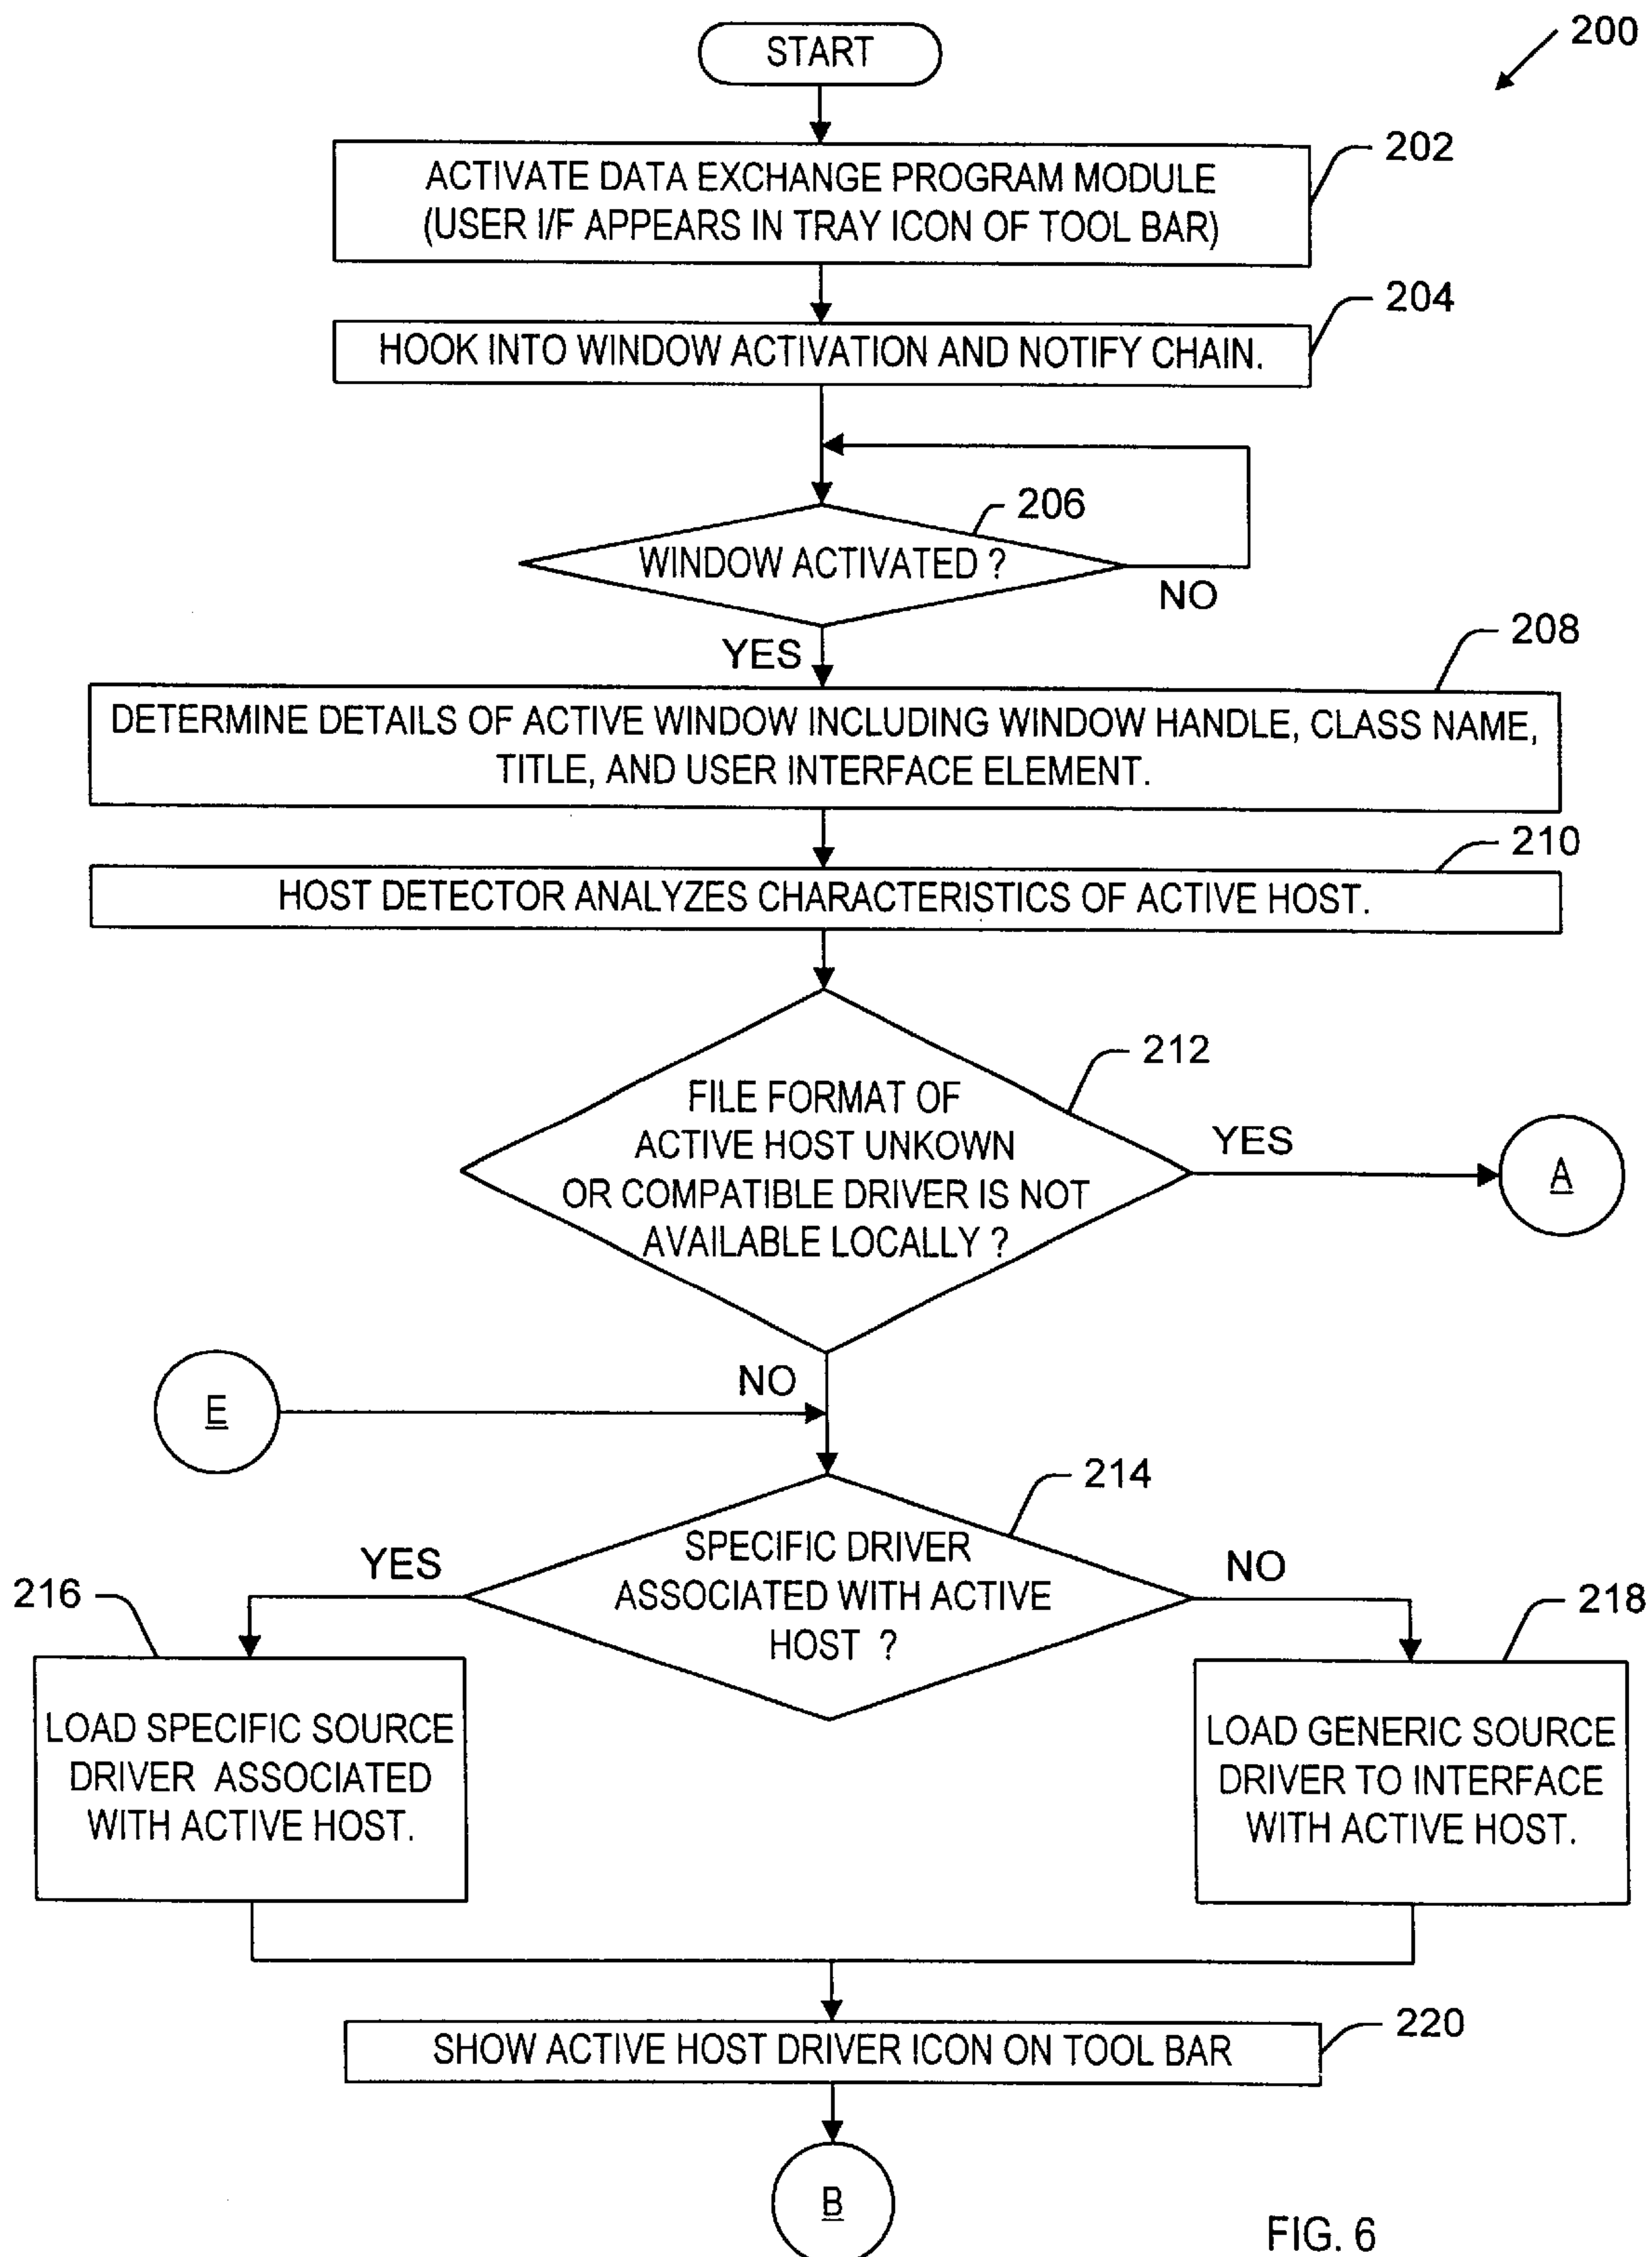 START
200
ACTIVATE DATA EXCHANGE PROGRAM MODULE
(USER I/F APPEARS IN TRAY ICON OF TOOL BAR)
202
HOOK INTO WINDOW ACTIVATION AND NOTIFY CHAIN.
204
WINDOW ACTIVATED ?
206
NO
YES
208
DETERMINE DETAILS OF ACTIVE WINDOW INCLUDING WINDOW HANDLE, CLASS NAME,
TITLE, AND USER INTERFACE ELEMENT.
210
HOST DETECTOR ANALYZES CHARACTERISTICS OF ACTIVE HOST.
212
FILE FORMAT OF
ACTIVE HOST UNKOWN
OR COMPATIBLE DRIVER IS NOT
AVAILABLE LOCALLY ?
YES
A
NO
E
214
SPECIFIC DRIVER
ASSOCIATED WITH ACTIVE
HOST ?
YES
NO
216
LOAD SPECIFIC SOURCE
DRIVER ASSOCIATED
WITH ACTIVE HOST.
218
LOAD GENERIC SOURCE
DRIVER TO INTERFACE
WITH ACTIVE HOST.
220
SHOW ACTIVE HOST DRIVER ICON ON TOOL BAR
B
FIG. 6